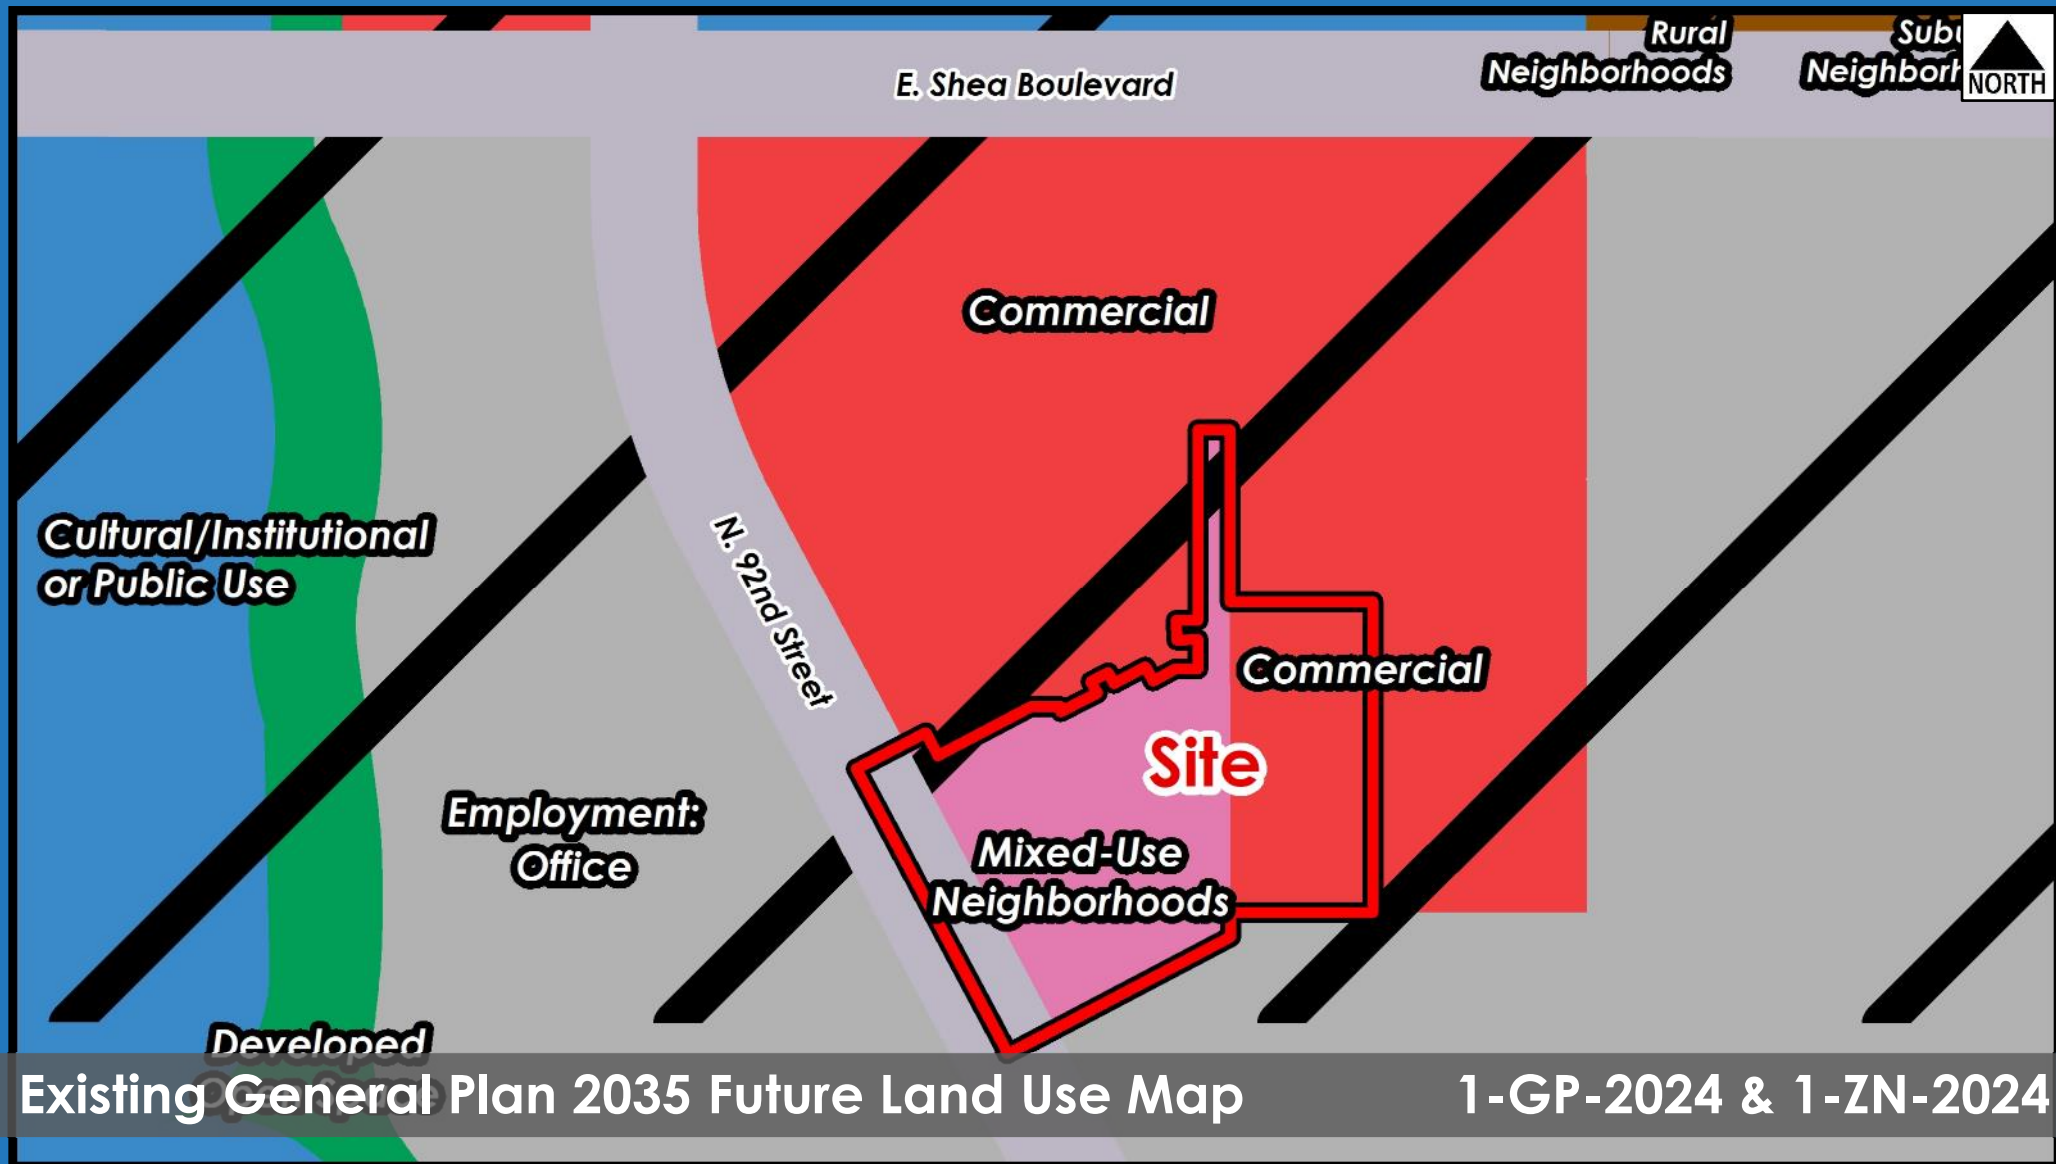 Rural
Neighborhoods
Neighborh
NORTH
E. Shea Boulevard
Commercial
Cultural/Institutional
or Public Use
N. 92nd Street
Commercial
Site
Employment:
Office
Mixed-Use
Neighborhoods
Developed
Existing General Plan 2035 Future Land Use Map
1-GP-2024 & 1-ZN-2024